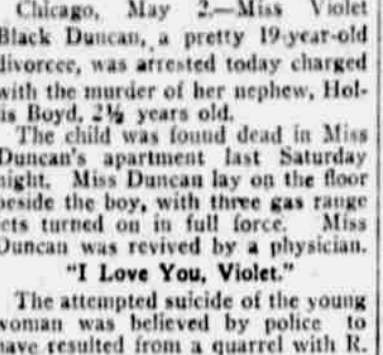 Chicago, May 2.—Miss Violet
Black Duncan, a pretty 19-year-old
divorcee, was arrested today charged
with the murder of her nephew, Hol-
lis Boyd, 2½ years old.
The child was found dead in Miss
Duncan's apartment last Saturday
night. Miss Duncan lay on the floor
beside the boy, with three gas range
jets turned on in full force. Miss
Duncan was revived by a physician.
"I Love You, Violet."
The attempted suicide of the young
woman was believed by police to
have resulted from a quarrel with R.